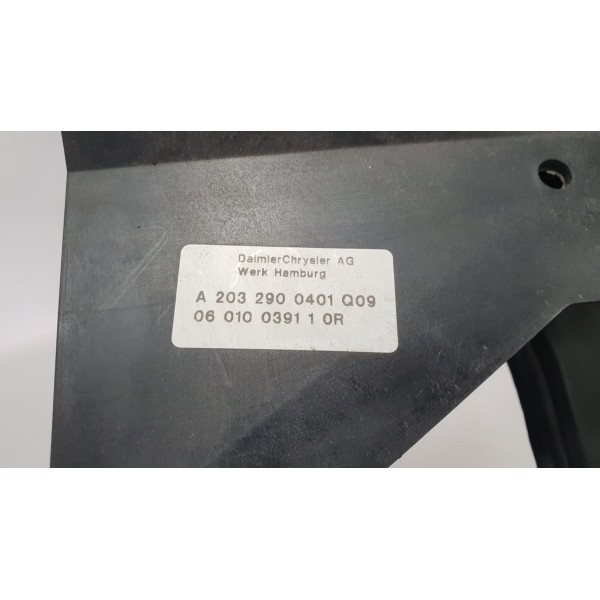 DaimlerChrysler AG
Werk Hamburg
A 203 290 0401 Q09
06 010 0391 1 0R